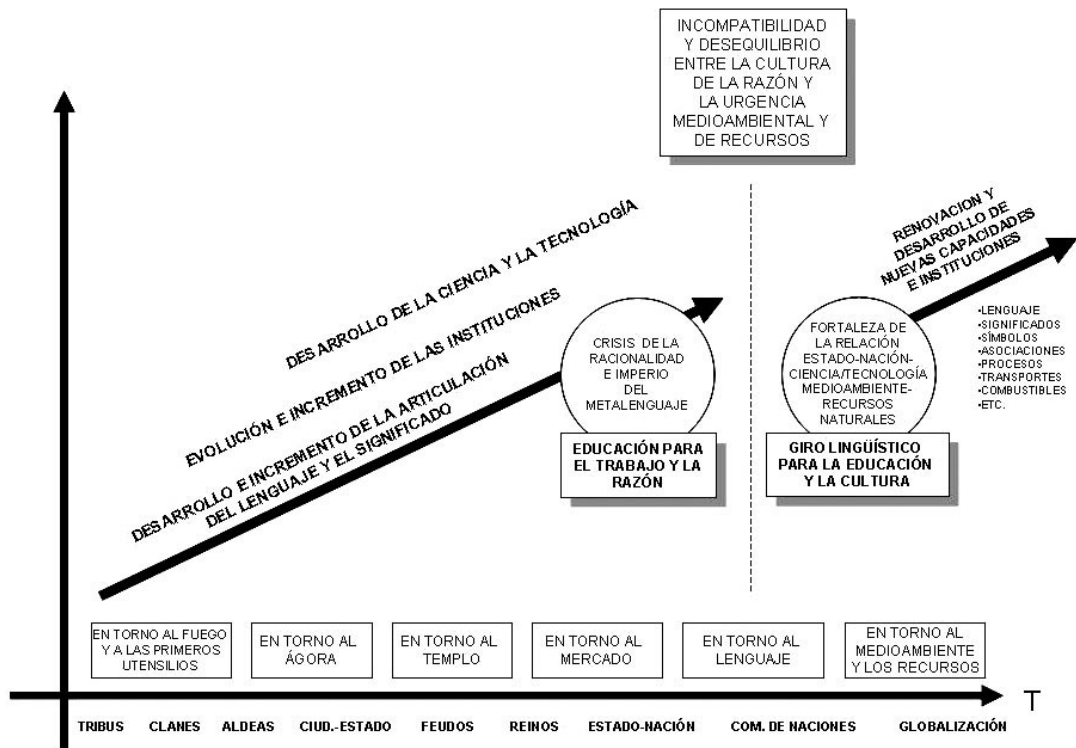 INCOMPATIBILIDAD
Y DESEQUILIBRIO
ENTRE LA CULTURA
DE LA RAZÓN Y
LA URGENCIA
MEDIOAMBIENTAL Y
DE RECURSOS
DESARROLLO DE LA CIENCIA Y LA TECNOLOGÍA
EVOLUCIÓN E INCREMENTO DE LAS INSTITUCIONES
DESARROLLO E INCREMENTO DE LA ARTICULACIÓN
DEL LENGUAJE Y EL SIGNIFICADO
CRISIS DE LA
RACIONALIDAD
E IMPERIO
DEL
METALENGUAJE
EDUCACIÓN PARA
EL TRABAJO Y LA
RAZÓN
RENOVACION Y
DESARROLLO DE
NUEVAS CAPACIDADES
E INSTITUCIONES
FORTALEZA DE
LA RELACIÓN
ESTADO-NACIÓN-
CIENCIA/TECNOLOGÍA
MEDIOAMBIENTE-
RECURSOS
NATURALES
GIRO LINGÜÍSTICO
PARA LA EDUCACIÓN
Y LA CULTURA
•LENGUAJE
•SIGNIFICADOS
•SÍMBOLOS
•ASOCIACIONES
•PROCESOS
•TRANSPORTES
•COMBUSTIBLES
•ETC.
EN TORNO AL FUEGO
Y A LAS PRIMEROS
UTENSILIOS
EN TORNO AL
ÁGORA
EN TORNO AL
TEMPLO
EN TORNO AL
MERCADO
EN TORNO AL
LENGUAJE
EN TORNO AL
MEDIOAMBIENTE
Y LOS RECURSOS
T
TRIBUS CLANES ALDEAS CIUD.-ESTADO FEUDOS REINOS ESTADO-NACIÓN COM. DE NACIONES GLOBALIZACIÓN